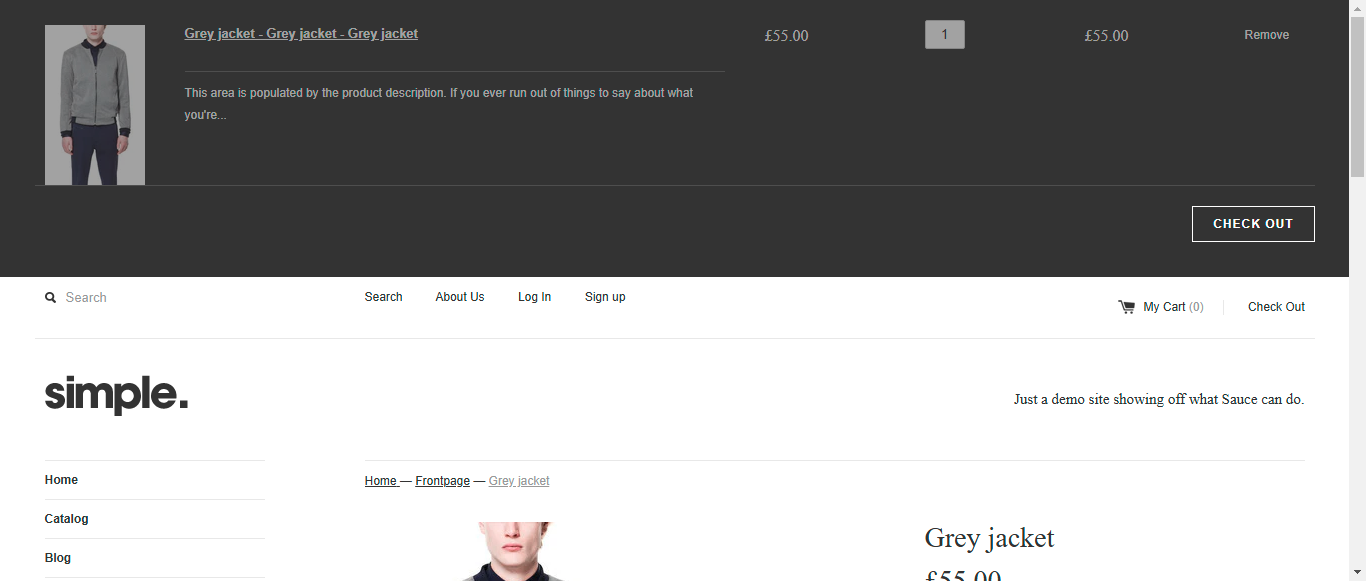 Grey jacket - Grey jacket - Grey jacket
£55.00
1
£55.00
Remove
This area is populated by the product description. If you ever run out of things to say about what
you're...
CHECK OUT
Search
Search
About Us
Log In
Sign up
My Cart (0)
Check Out
simple.
Just a demo site showing off what Sauce can do.
Home
Catalog
Blog
Home — Frontpage — Grey jacket
Grey jacket
£55.00